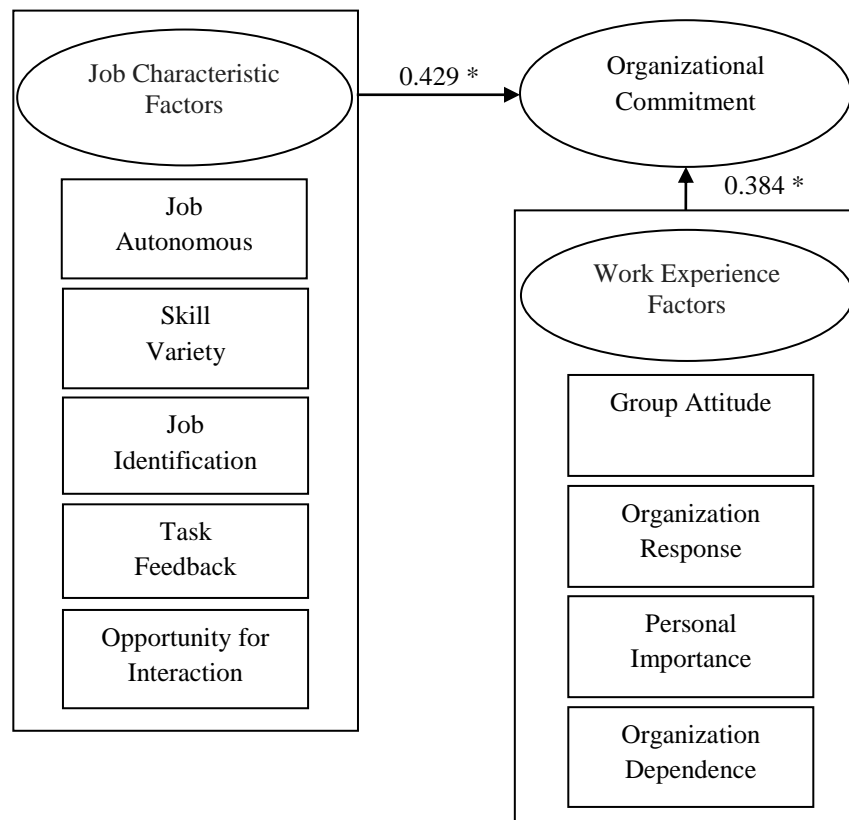 Job Characteristic
Factors
0.429 *
Organizational
Commitment
Job
Autonomous
Skill
Variety
Job
Identification
Task
Feedback
Opportunity for
Interaction
0.384 *
Work Experience
Factors
Group Attitude
Organization
Response
Personal
Importance
Organization
Dependence